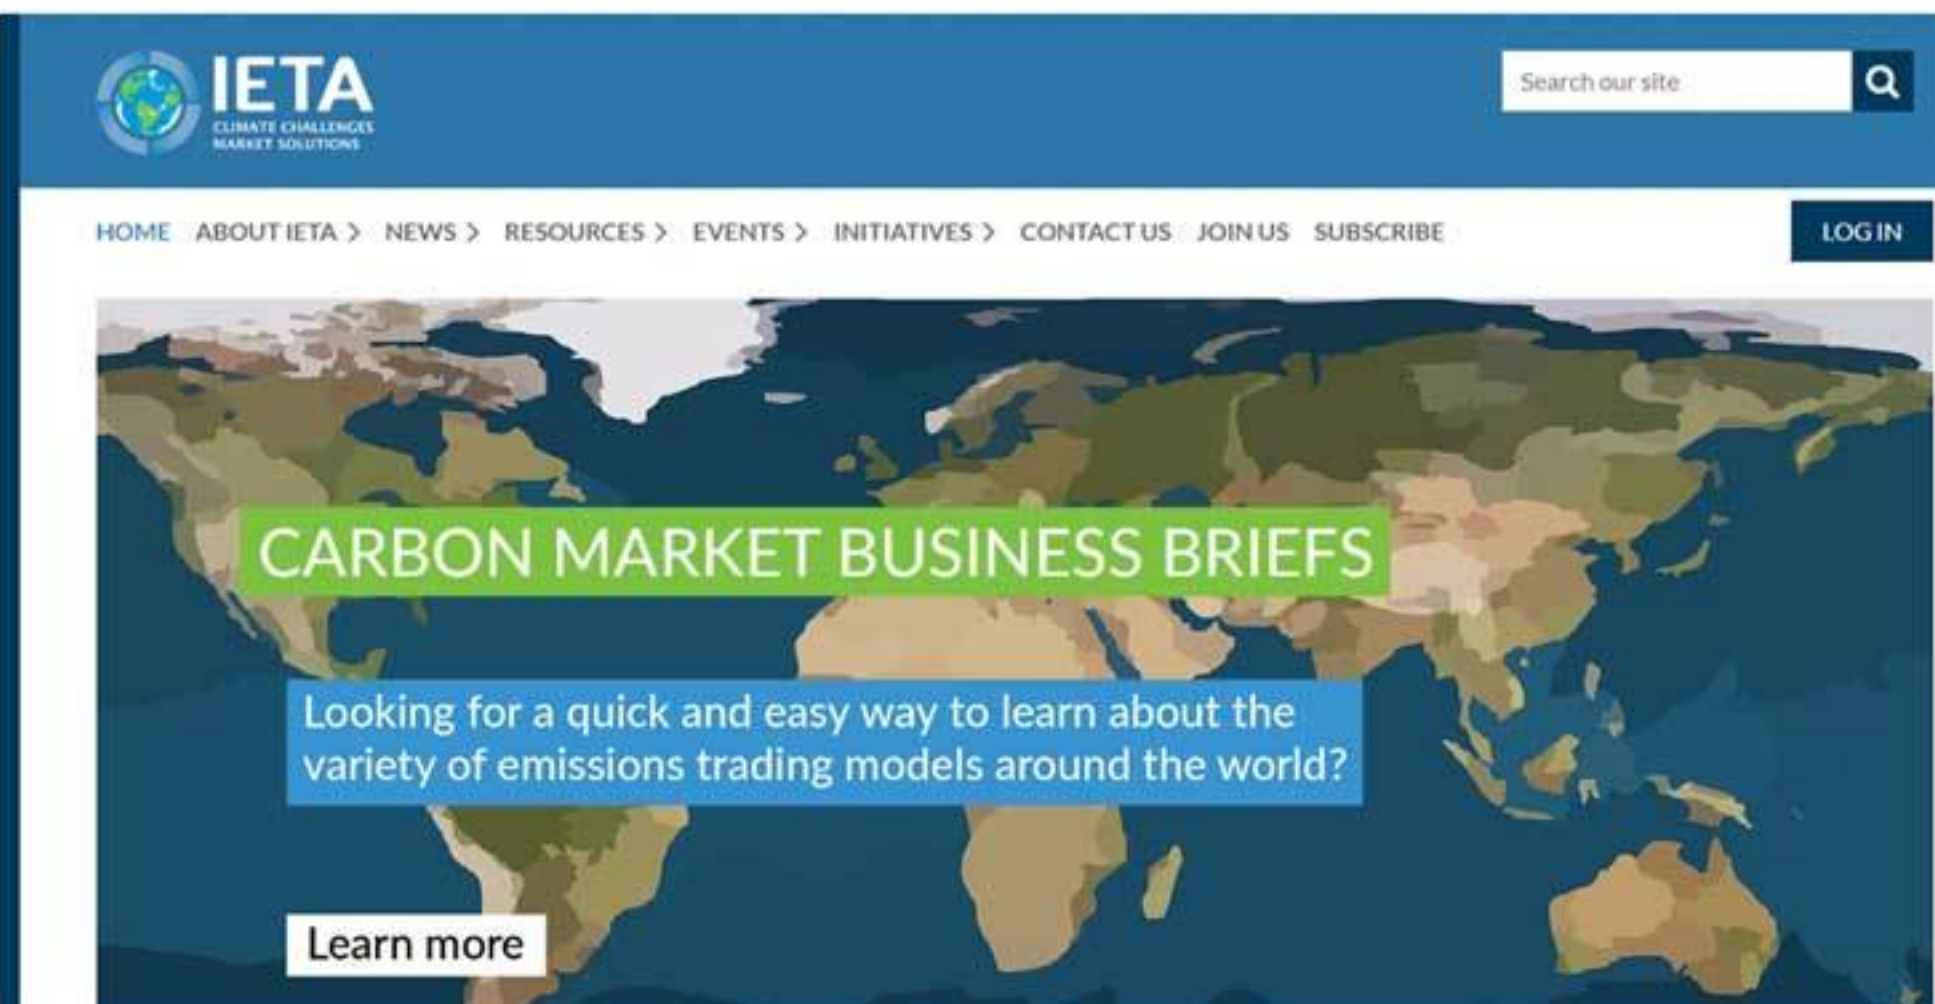 IETA
CLIMATE CHALLENGES
MARKET SOLUTIONS
Search our site
HOME ABOUT IETA > NEWS > RESOURCES > EVENTS > INITIATIVES > CONTACT US JOIN US SUBSCRIBE
LOG IN
CARBON MARKET BUSINESS BRIEFS
Looking for a quick and easy way to learn about the
variety of emissions trading models around the world?
Learn more